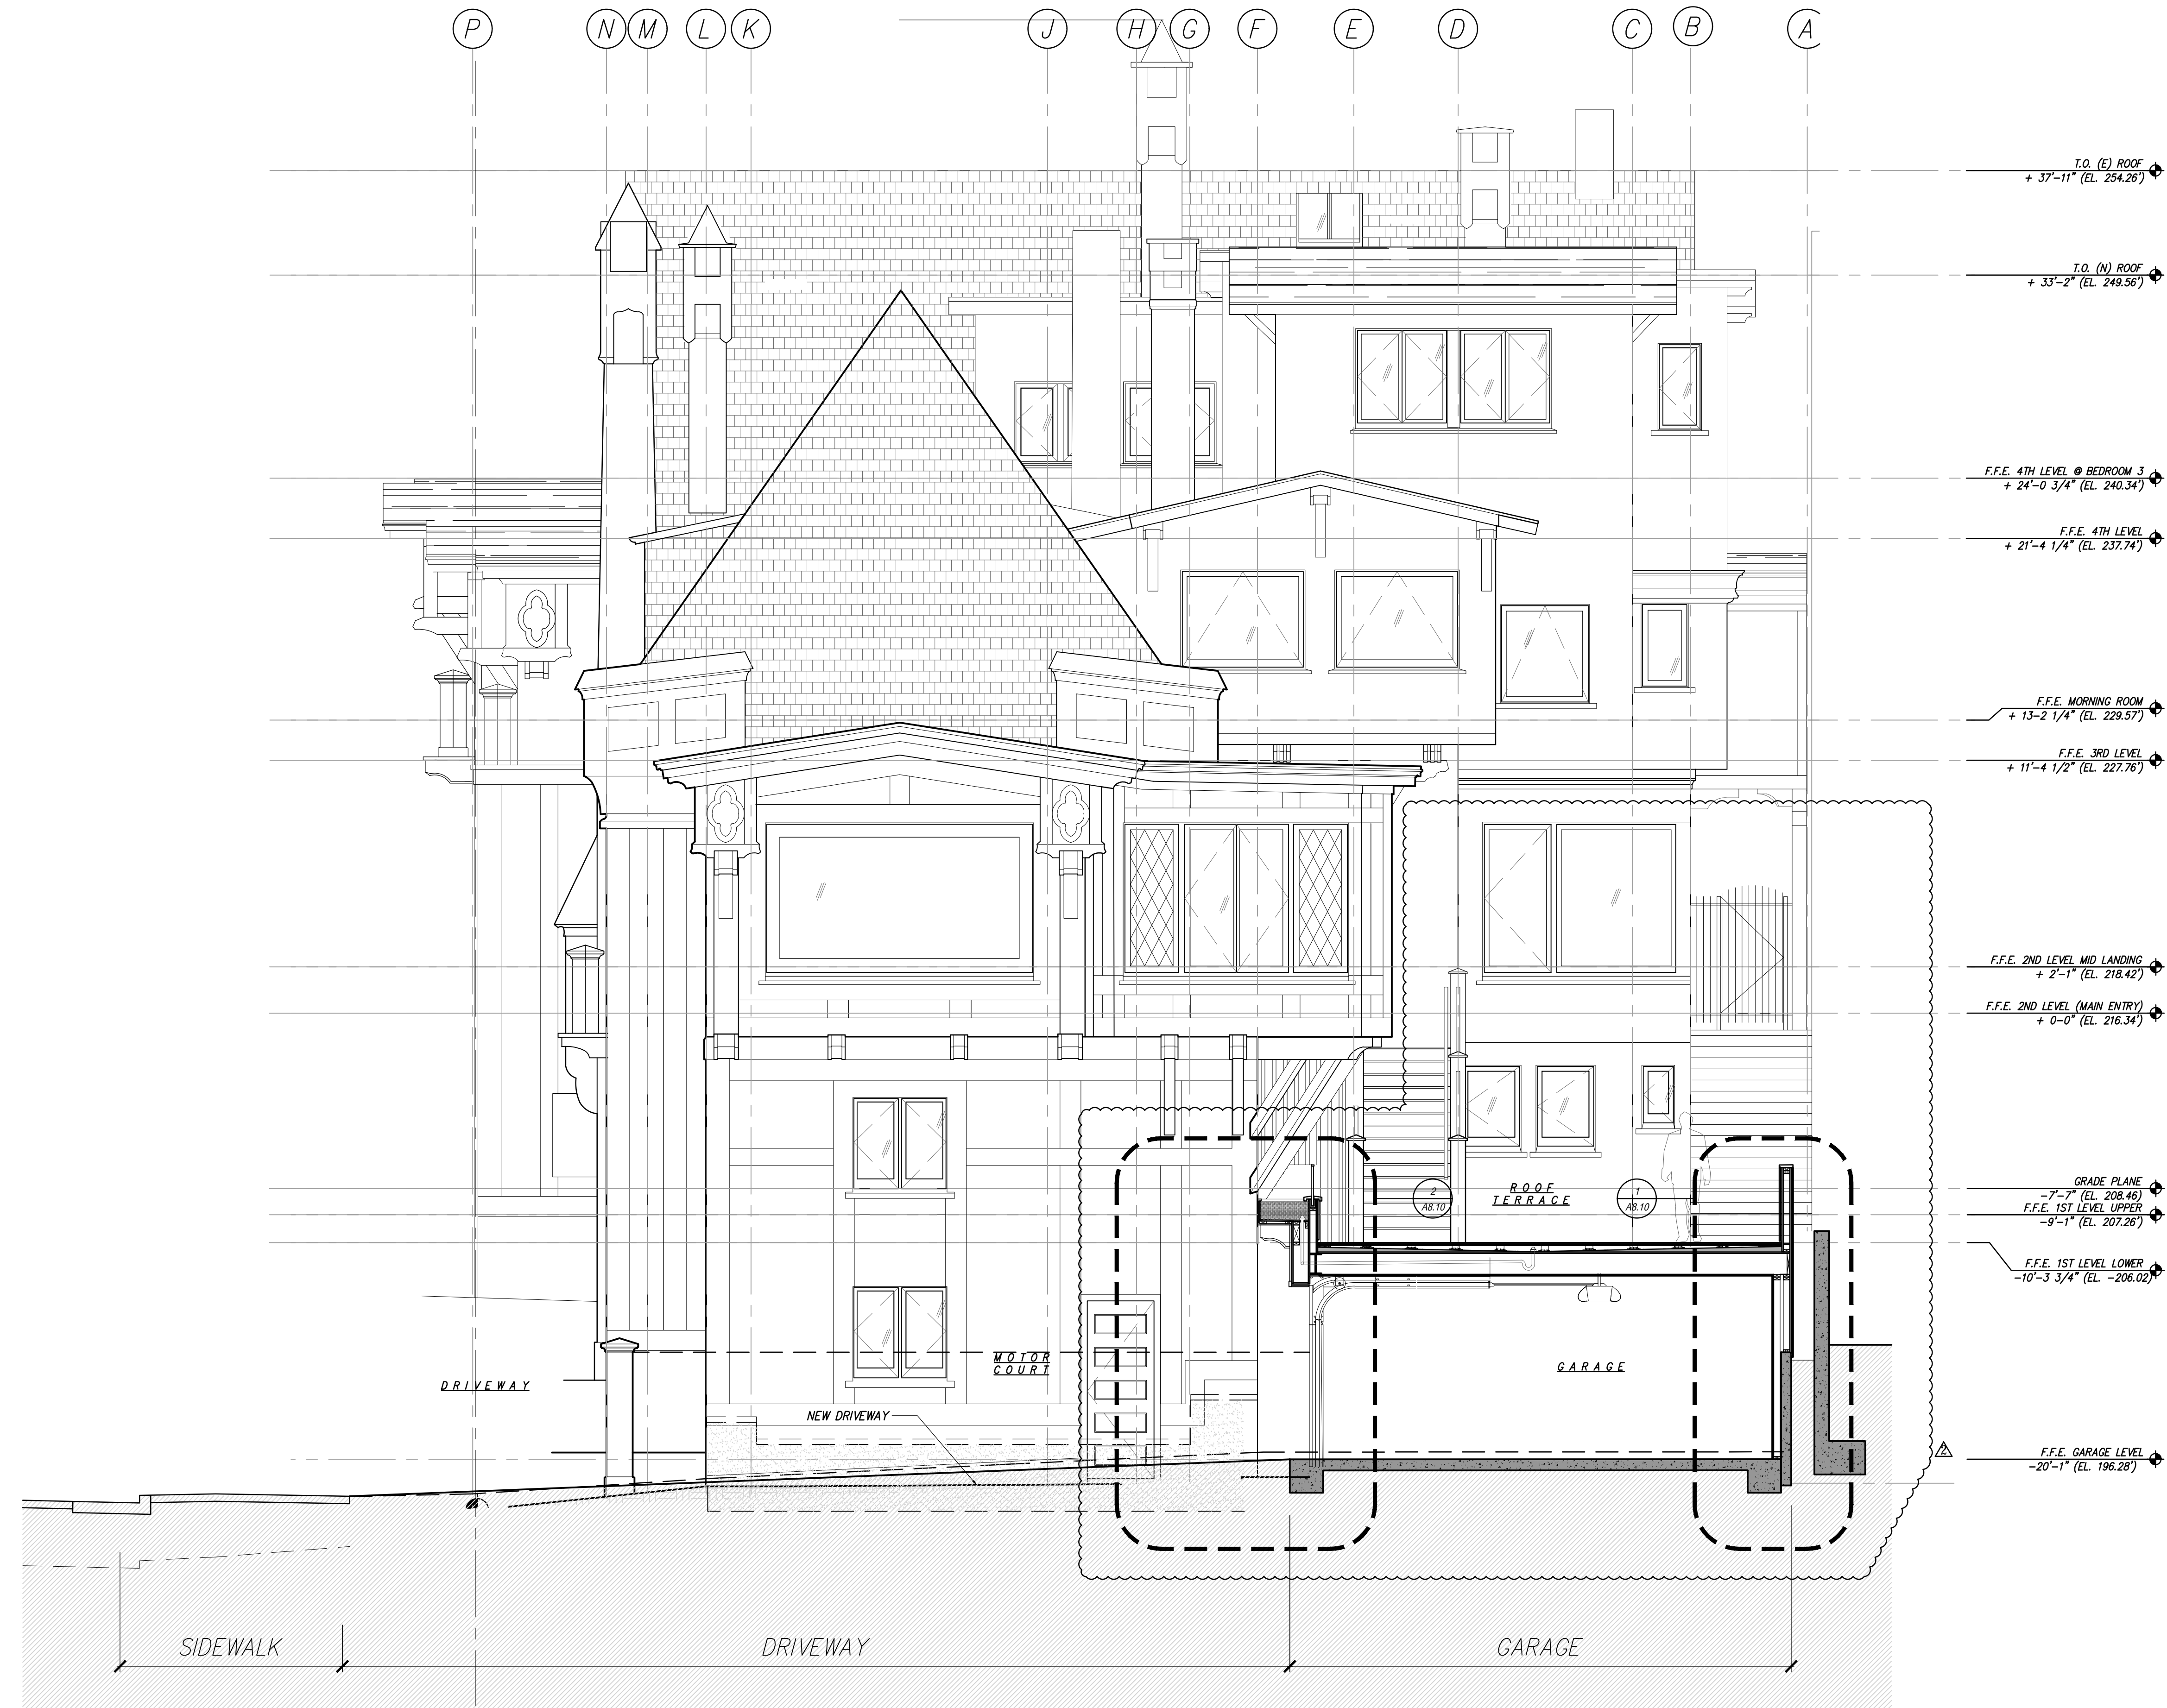 P
N
M
L
K
J
H
G
F
E
D
C
B
A
T.O. (E) ROOF
+ 37'-11" (EL. 254.26')
T.O. (N) ROOF
+ 33'-2" (EL. 249.56')
F.F.E. 4TH LEVEL @ BEDROOM 3
+ 24'-0 3/4" (EL. 240.34')
F.F.E. 4TH LEVEL
+ 21'-4 1/4" (EL. 237.74')
F.F.E. MORNING ROOM
+ 13-2 1/4" (EL. 229.57')
F.F.E. 3RD LEVEL
+ 11'-4 1/2" (EL. 227.76')
F.F.E. 2ND LEVEL MID LANDING
+ 2'-1" (EL. 218.42')
F.F.E. 2ND LEVEL (MAIN ENTRY)
+ 0-0" (EL. 216.34')
GRADE PLANE
-7'-7" (EL. 208.46)
F.F.E. 1ST LEVEL UPPER
-9'-1" (EL. 207.26')
F.F.E. 1ST LEVEL LOWER
-10'-3 3/4" (EL. -206.02)
F.F.E. GARAGE LEVEL
-20'-1" (EL. 196.28')
2
A8.10
ROOF
TERRACE
1
A8.10
MOTOR
COURT
GARAGE
DRIVEWAY
NEW DRIVEWAY
2
SIDEWALK
DRIVEWAY
GARAGE